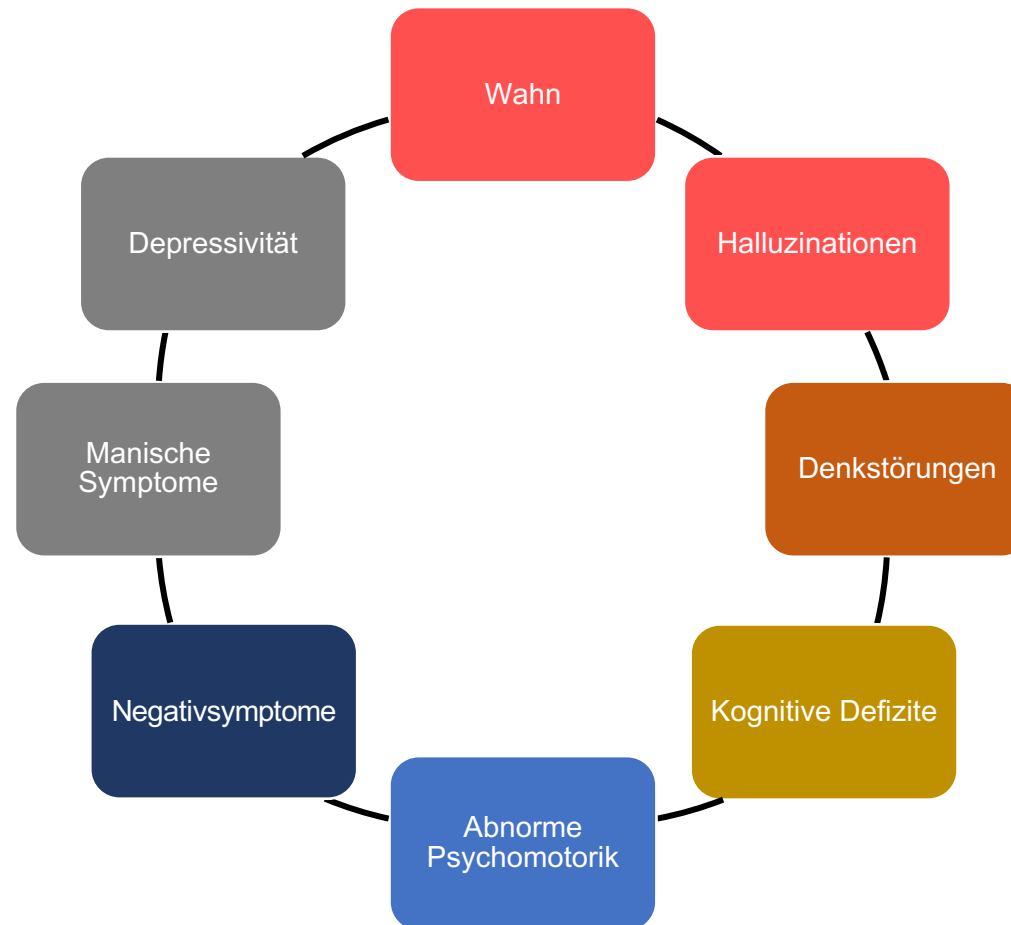 Wahn
Halluzinationen
Denkstörungen
Kognitive Defizite
Abnorme
Psychomotorik
Negativsymptome
Manische
Symptome
Depressivität